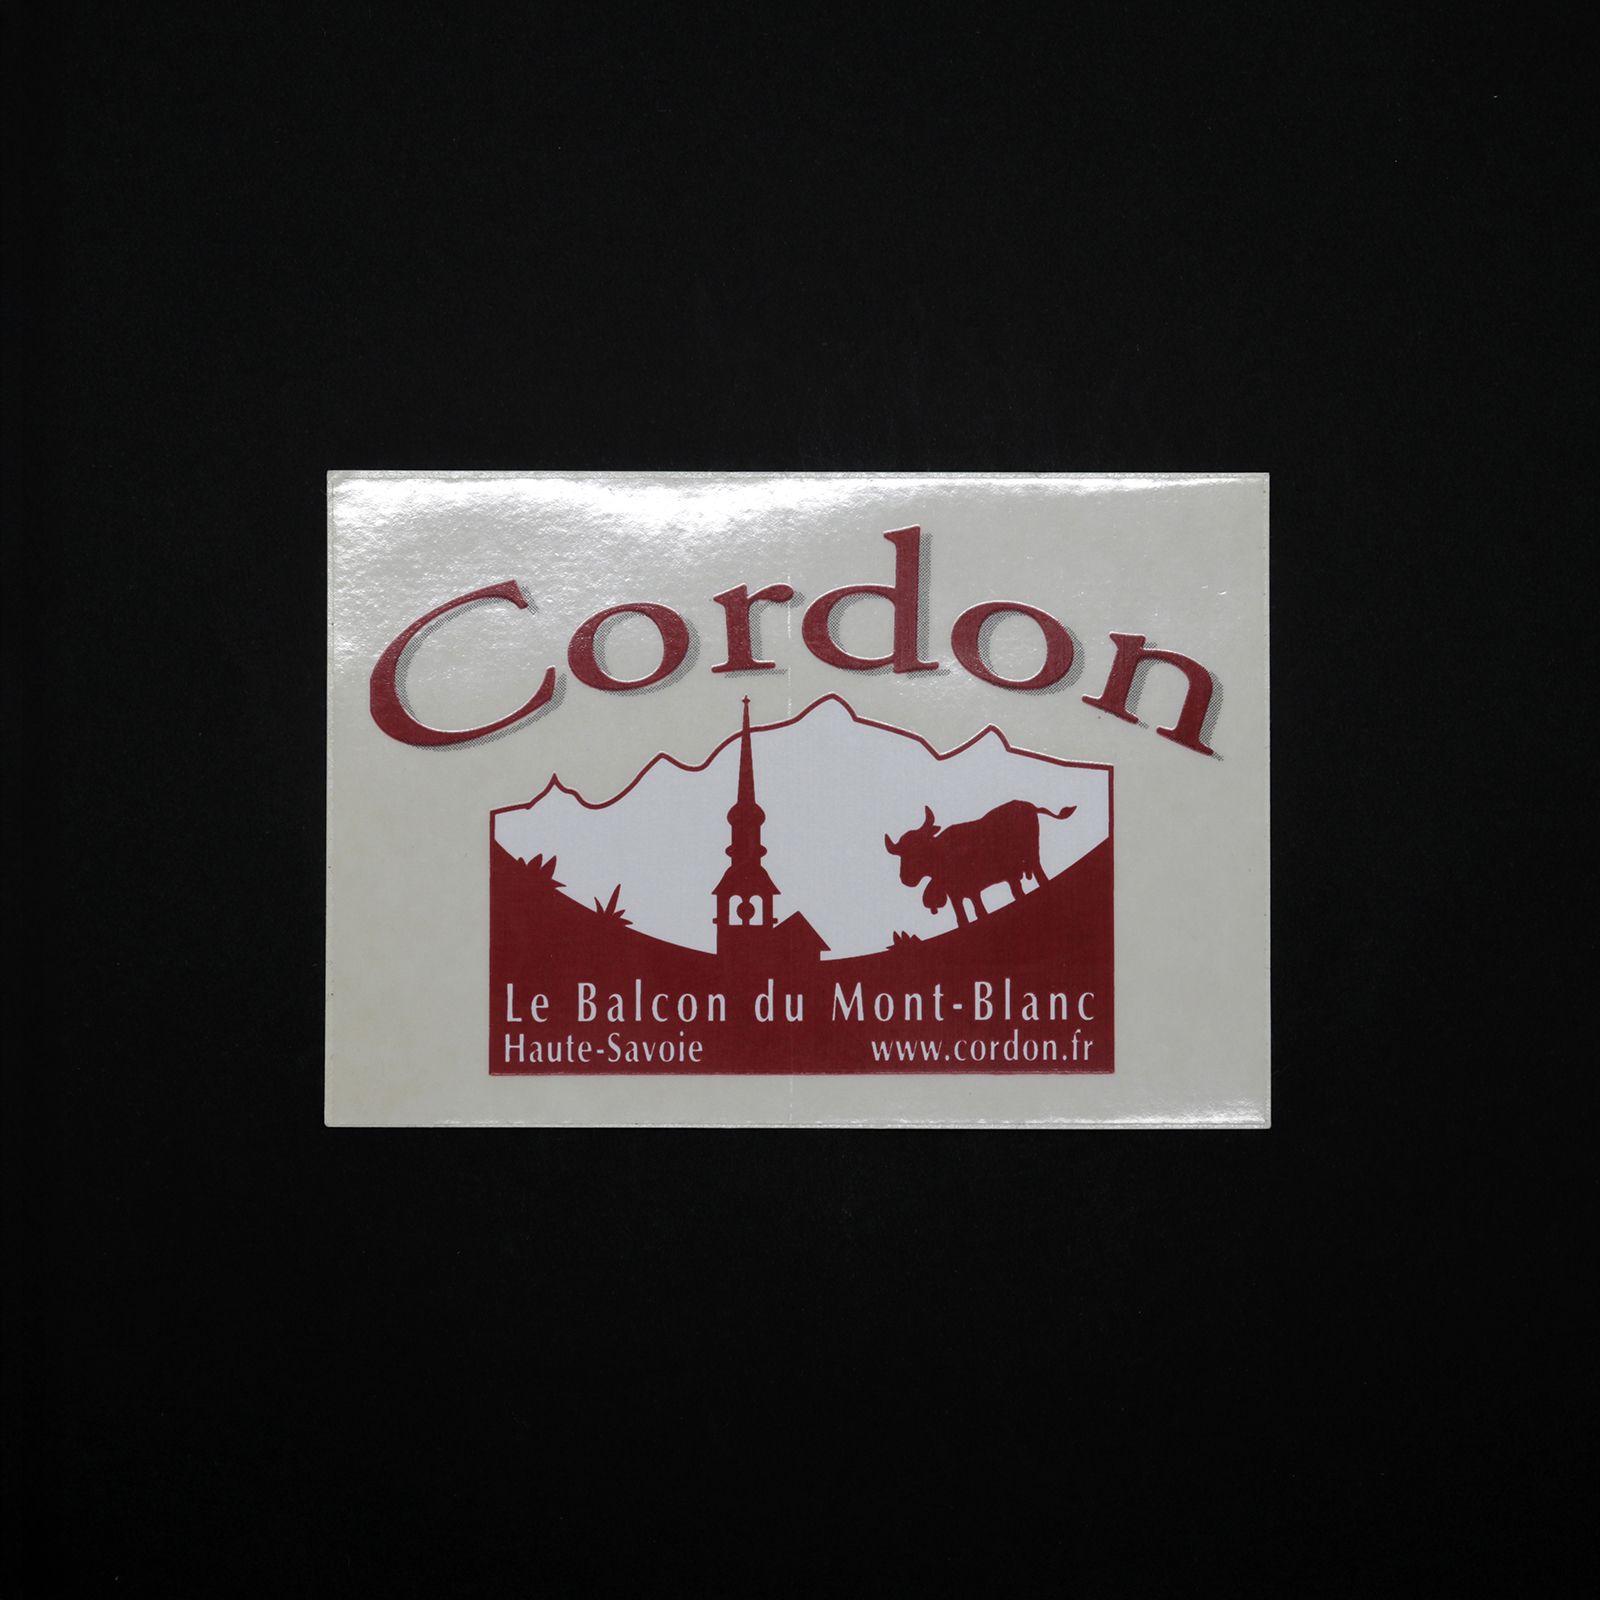 Cordon
Le Balcon du Mont-Blanc
Haute-Savoie www.cordon.fr